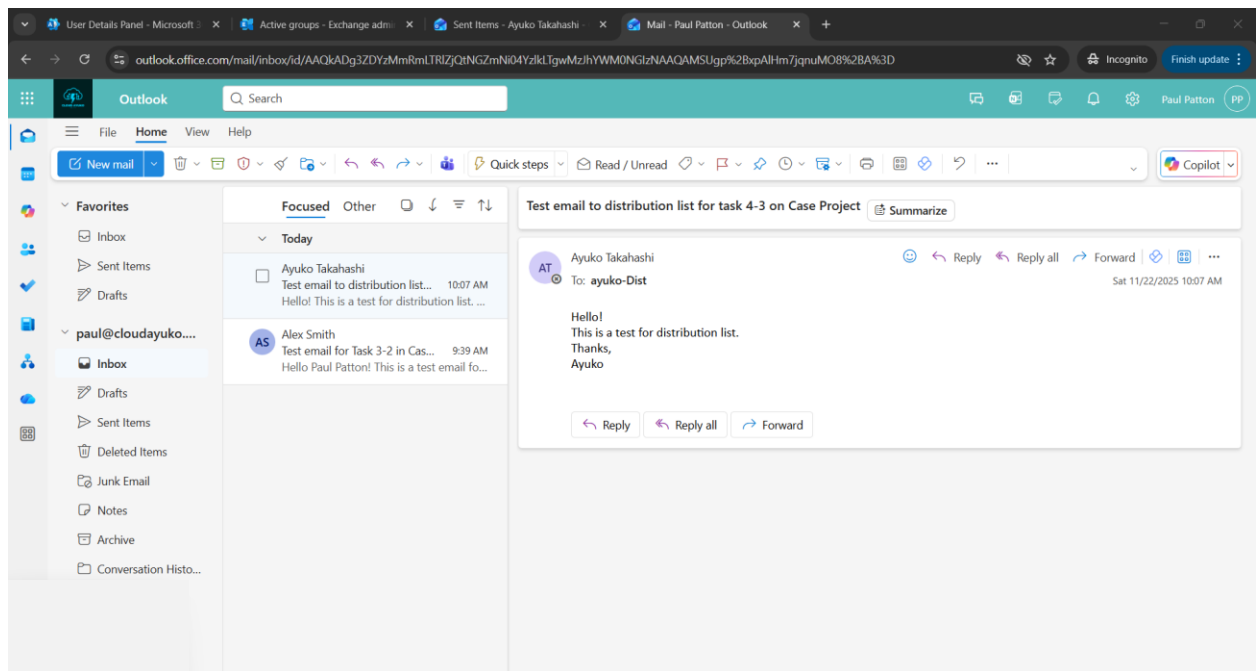 User Details Panel - Microsoft 3
Active groups - Exchange admi
Sent Items - Ayuko Takahashi -
Mail - Paul Patton - Outlook
outlook.office.com/mail/inbox/id/AAQkADg3ZDYzMmRmLTRlZjQtNGZmNi04YzlkLTgwMzJhYWM0NGIzNAAQAMSUgp%2BxpAlHm7jqnuMO8%2BA%3D
Incognito
Finish update
Outlook
Search
Paul Patton
PP
File
Home
View
Help
New mail
Quick steps
Read / Unread
Copilot
Favorites
Inbox
Sent Items
Drafts
paul@cloudayuko....
Inbox
Drafts
Sent Items
Deleted Items
Junk Email
Notes
Archive
Conversation Histo...
Focused
Other
Today
Ayuko Takahashi
Test email to distribution list... 10:07 AM
Hello! This is a test for distribution list. ...
AS
Alex Smith
Test email for Task 3-2 in Cas... 9:39 AM
Hello Paul Patton! This is a test email fo...
Test email to distribution list for task 4-3 on Case Project
Summarize
AT
Ayuko Takahashi
To: ayuko-Dist
Reply
Reply all
Forward
Sat 11/22/2025 10:07 AM
Hello!
This is a test for distribution list.
Thanks,
Ayuko
Reply
Reply all
Forward